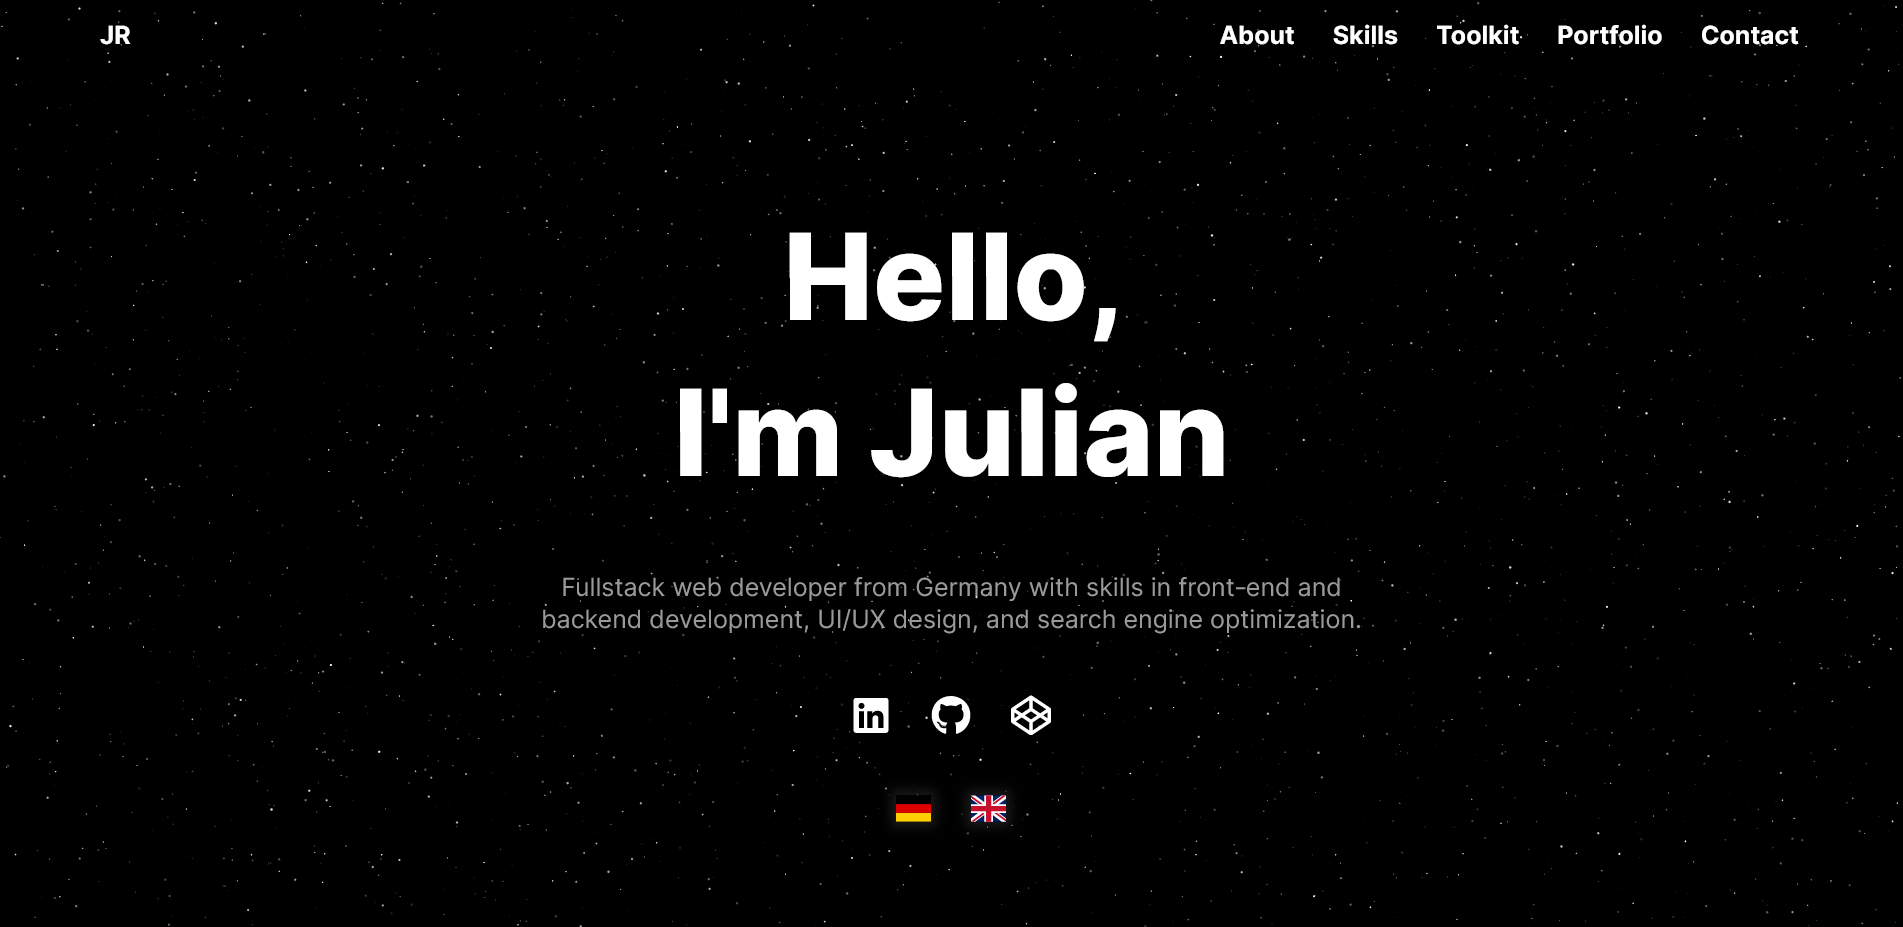 JR
About
Skills
Toolkit
Portfolio
Contact
Hello,
I'm Julian
Fullstack web developer from Germany with skills in front-end and
backend development, UI/UX design, and search engine optimization.
in